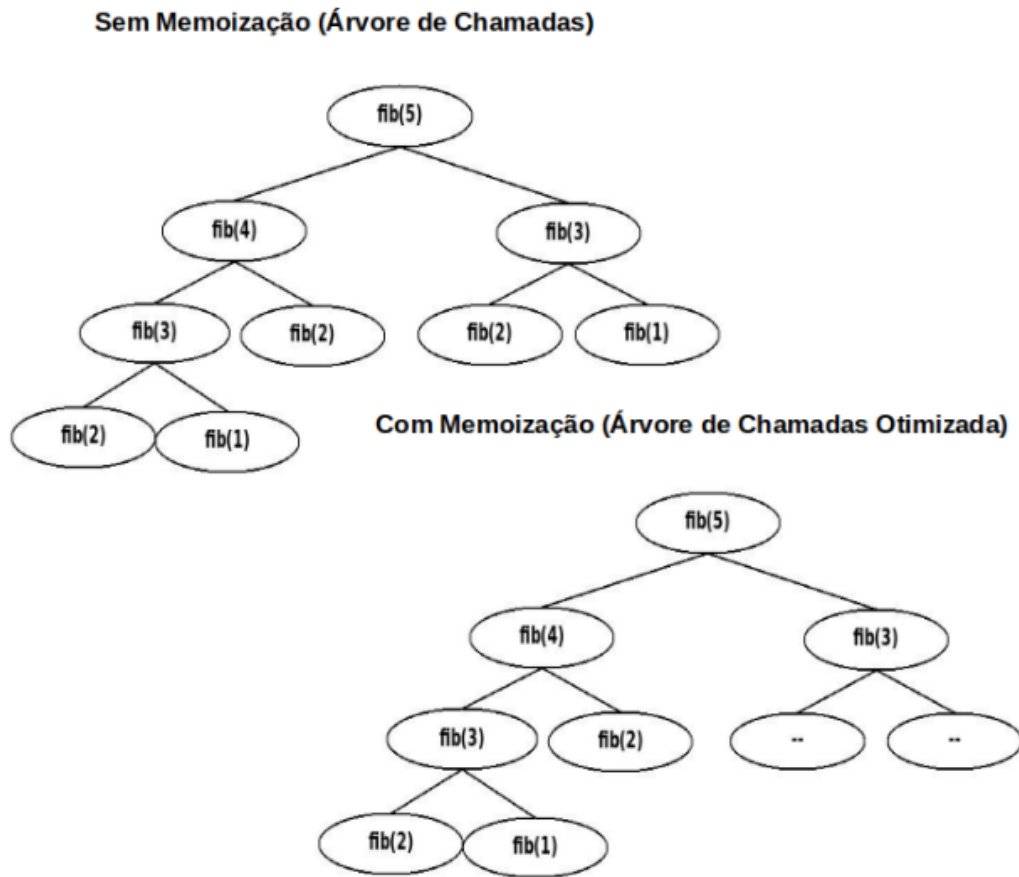 Sem Memoização (Árvore de Chamadas)
fib(5)
fib(4) fib(3)
fib(3) fib(2) fib(2) fib(1)
fib(2) fib(1)
Com Memoização (Árvore de Chamadas Otimizada)
fib(5)
fib(4) fib(3)
fib(3) fib(2) -- --
fib(2) fib(1)